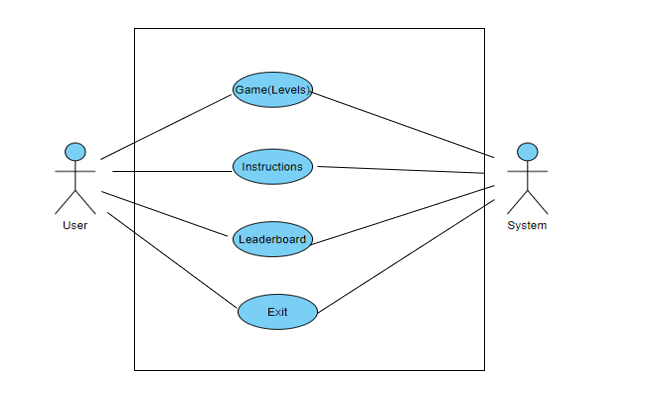 Game(Levels)
Instructions
Leaderboard
Exit
User
System